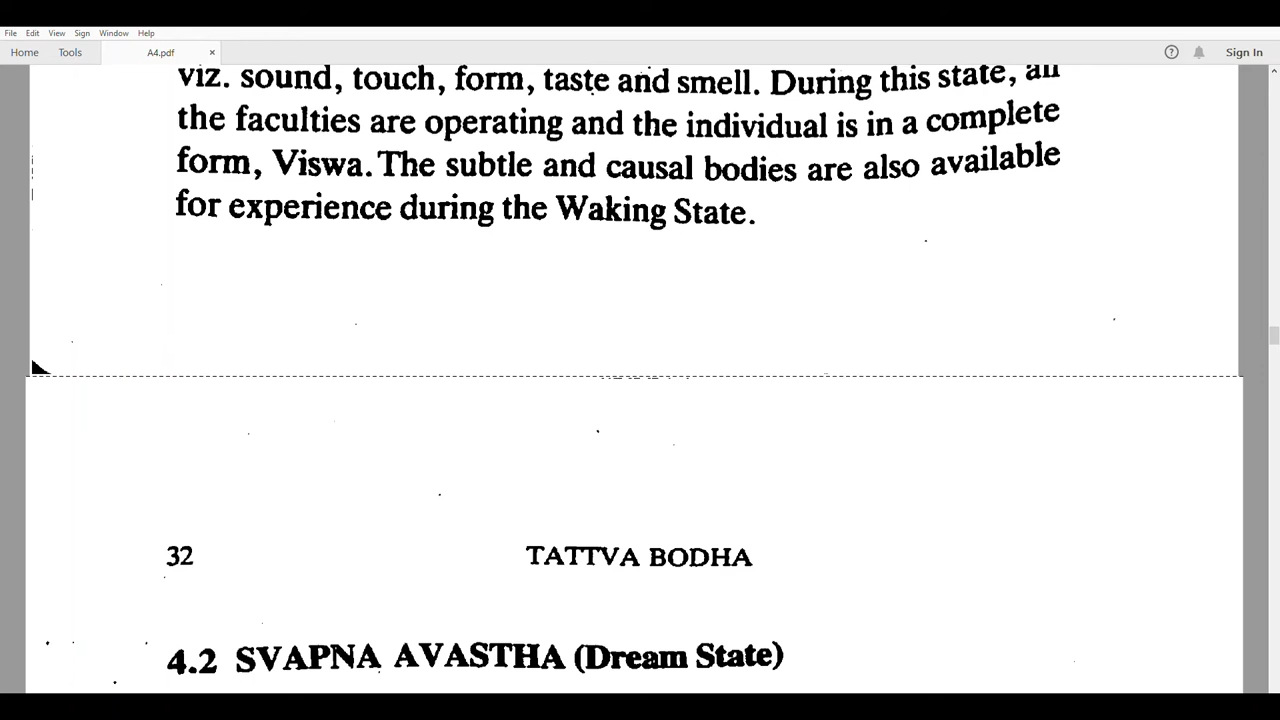 File Edit View Sign Window Help
Home Tools A4.pdf × ? Sign In
viz. sound, touch, form, taste and smell. During this state, all
the faculties are operating and the individual is in a complete
form, Viswa. The subtle and causal bodies are also available
for experience during the Waking State.
32 TATTVA BODHA
4.2 SVAPNA AVASTHA (Dream State)